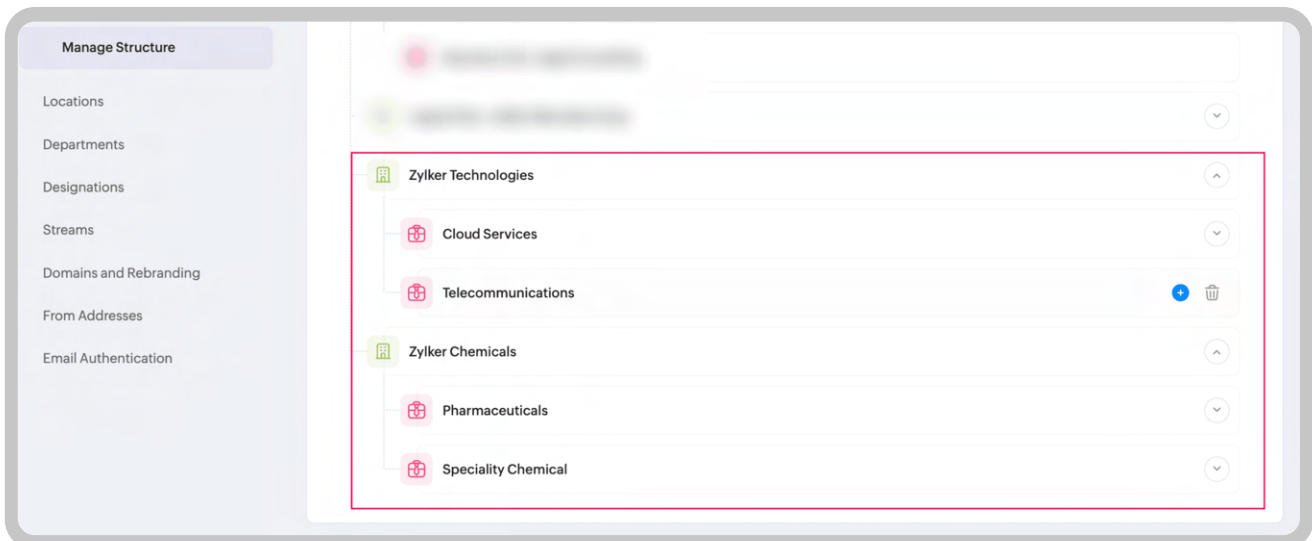 Manage Structure
Locations
Departments
Designations
Streams
Domains and Rebranding
From Addresses
Email Authentication
Zylker Technologies
Cloud Services
Telecommunications
Zylker Chemicals
Pharmaceuticals
Speciality Chemical